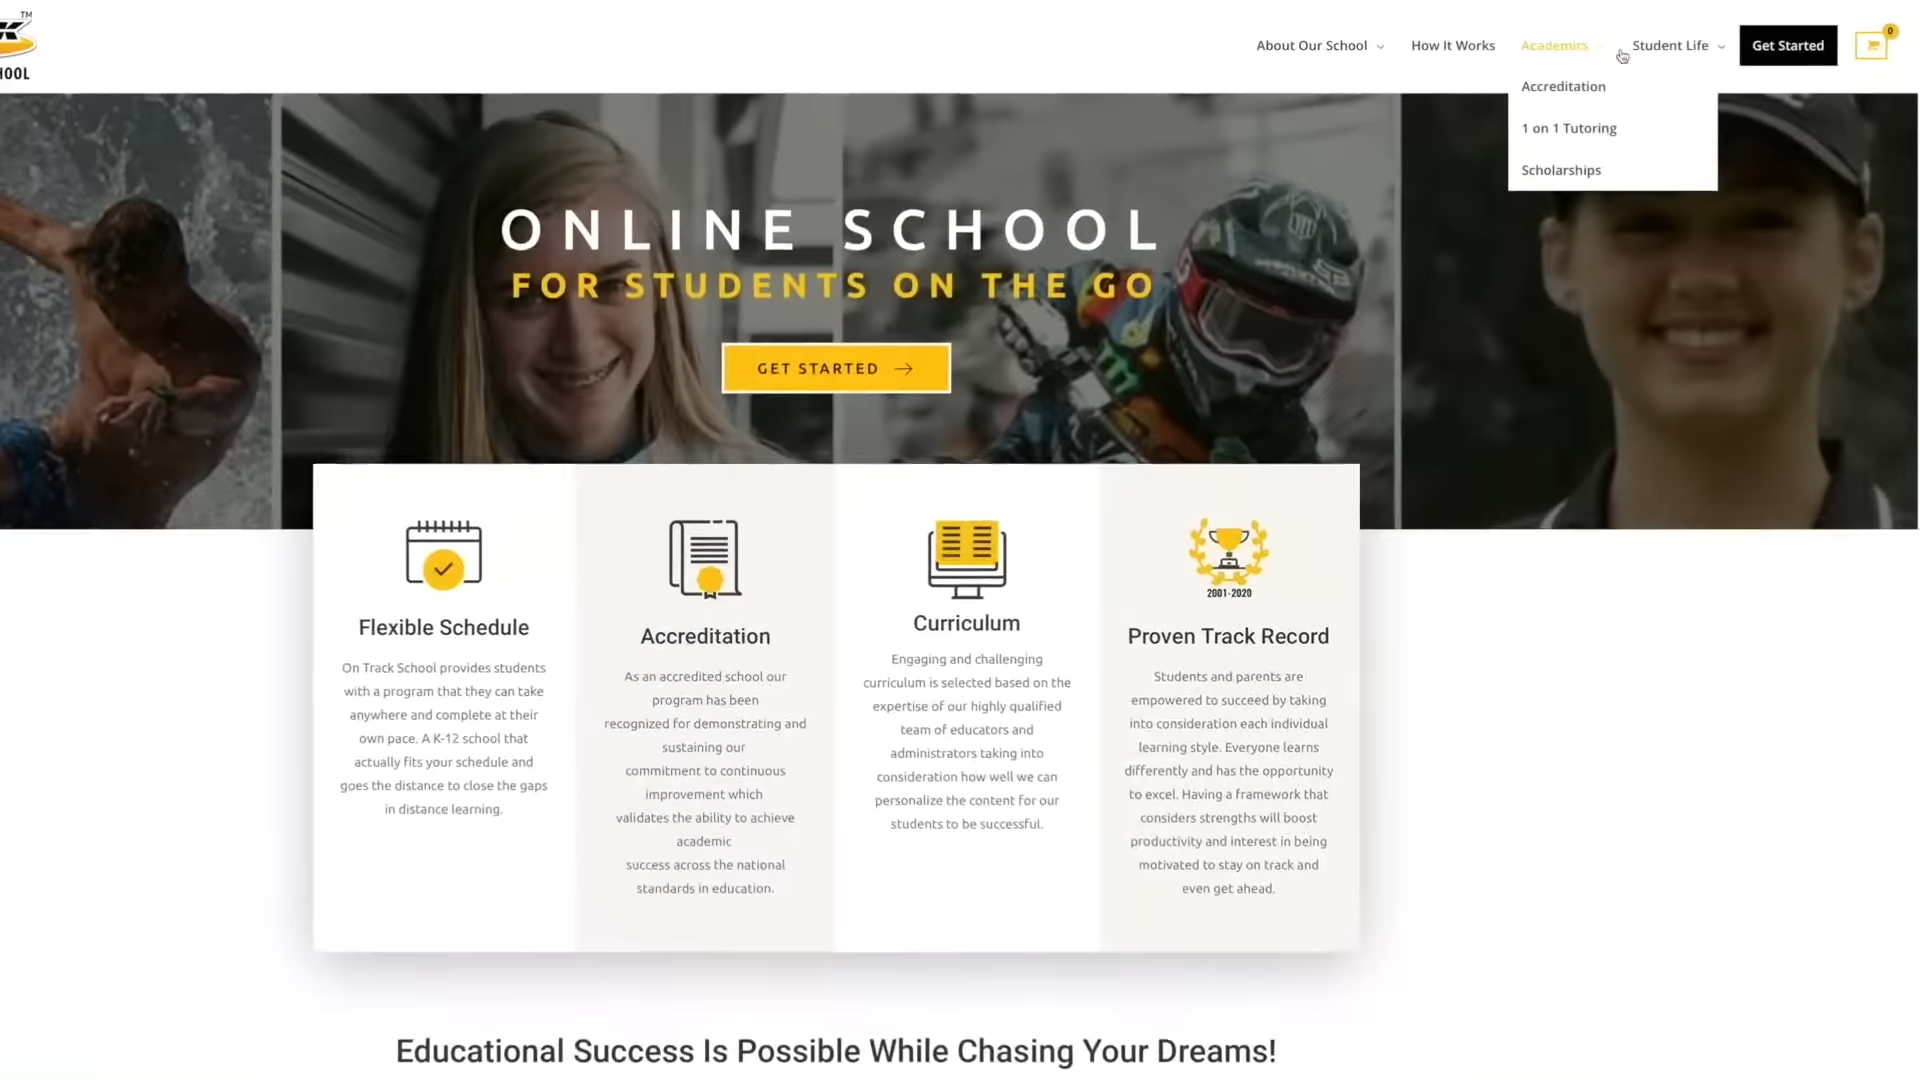 TM
HOOL
About Our School
How It Works
Academics
Student Life
Get Started
0
Accreditation
1 on 1 Tutoring
Scholarships
ONLINE SCHOOL
FOR STUDENTS ON THE GO
GET STARTED
Flexible Schedule
On Track School provides students
with a program that they can take
anywhere and complete at their
own pace. A K-12 school that
actually fits your schedule and
goes the distance to close the gaps
in distance learning.
Accreditation
As an accredited school our
program has been
recognized for demonstrating and
sustaining our
commitment to continuous
improvement which
validates the ability to achieve
academic
success across the national
standards in education.
Curriculum
Engaging and challenging
curriculum is selected based on the
expertise of our highly qualified
team of educators and
administrators taking into
consideration how well we can
personalize the content for our
students to be successful.
2001-2020
Proven Track Record
Students and parents are
empowered to succeed by taking
into consideration each individual
learning style. Everyone learns
differently and has the opportunity
to excel. Having a framework that
considers strengths will boost
productivity and interest in being
motivated to stay on track and
even get ahead.
Educational Success Is Possible While Chasing Your Dreams!